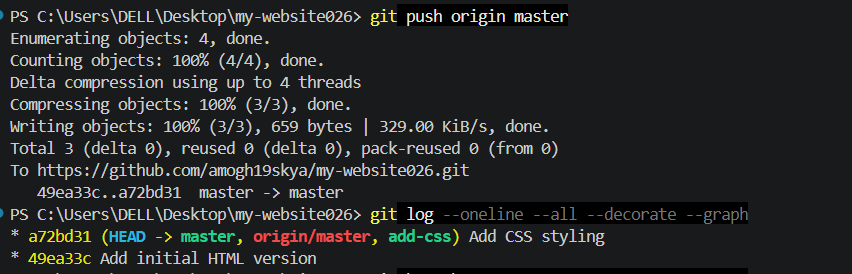 PS C:\Users\DELL\Desktop\my-website026> git push origin master
Enumerating objects: 4, done.
Counting objects: 100% (4/4), done.
Delta compression using up to 4 threads
Compressing objects: 100% (3/3), done.
Writing objects: 100% (3/3), 659 bytes | 329.00 KiB/s, done.
Total 3 (delta 0), reused 0 (delta 0), pack-reused 0 (from 0)
To https://github.com/amogh19skya/my-website026.git
   49ea33c..a72bd31  master -> master
PS C:\Users\DELL\Desktop\my-website026> git log --oneline --all --decorate --graph
* a72bd31 (HEAD -> master, origin/master, add-css) Add CSS styling
* 49ea33c Add initial HTML version